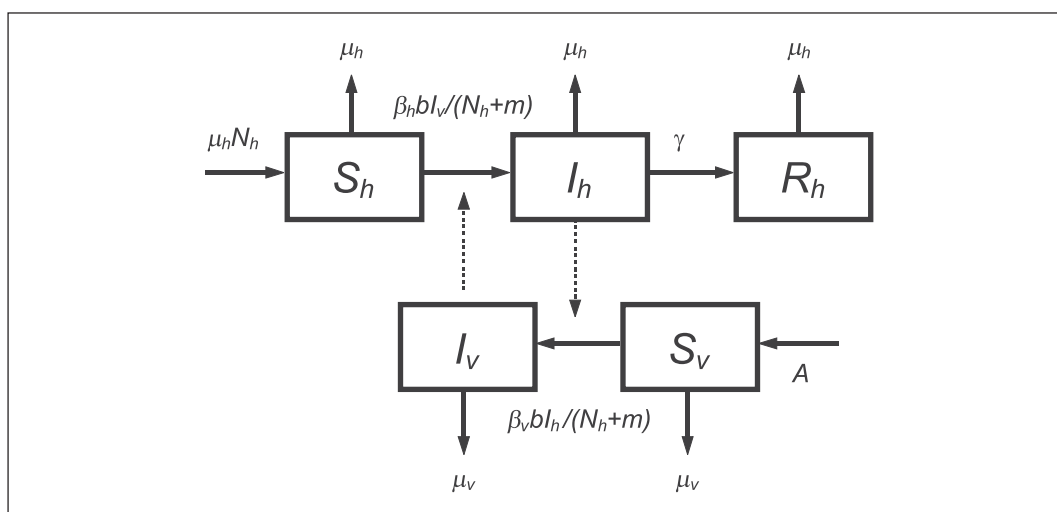 μh μh μh
βhbIv/(Nh+m)
μhNh γ
Sh Ih Rh
Iv Sv
A
βvbIh/(Nh+m)
μv μv